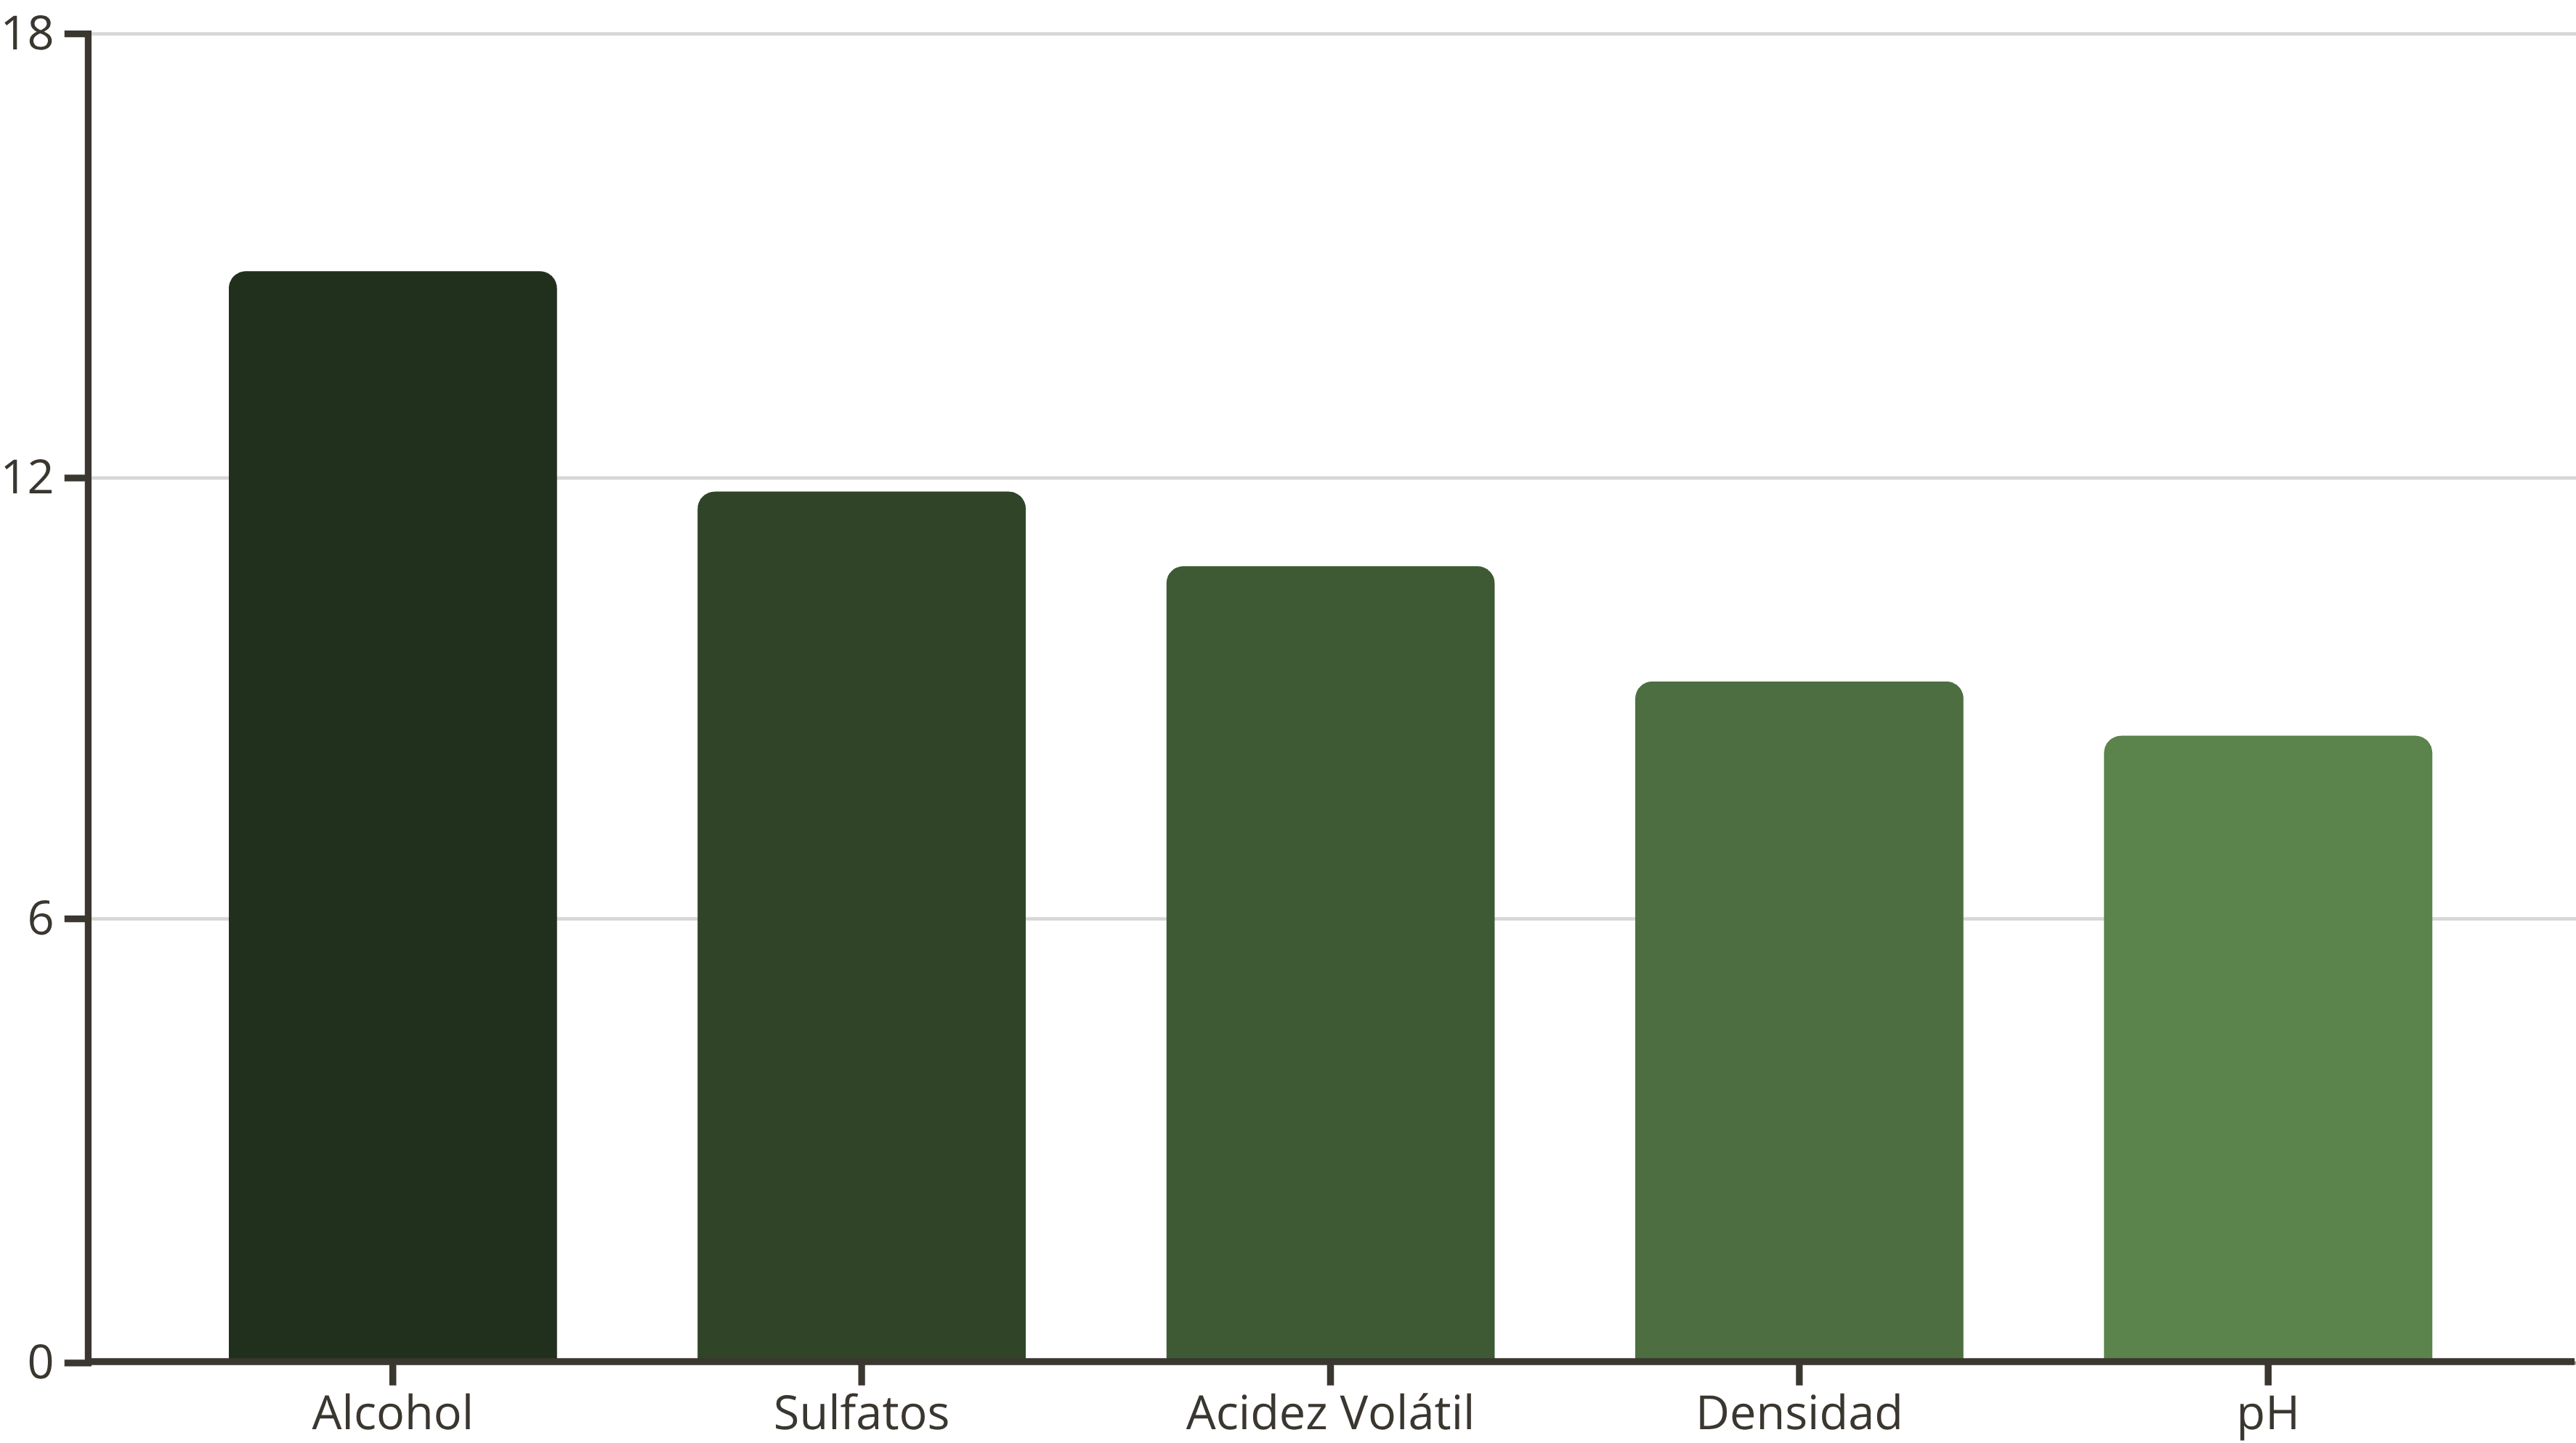 18
12
6
0
Alcohol
Sulfatos
Acidez Volátil
Densidad
pH